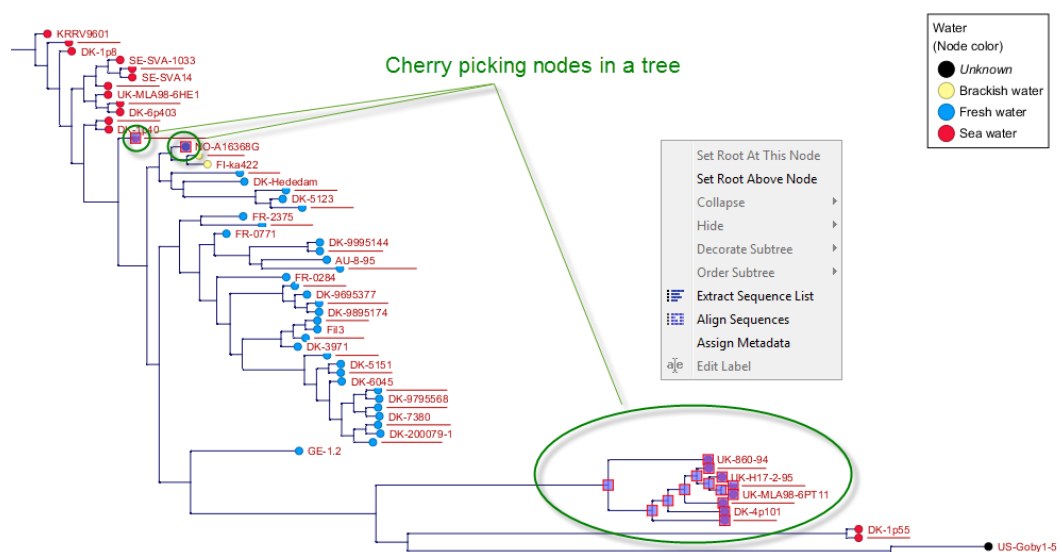 KRRV9601
DK-1p8
SE-SVA-1033
SE-SVA14
UK-MLA98-6HE1
DK-6p403
DK-1p40
NO-A16368G
FI-ka422
DK-Hededam
DK-5123
FR-2375
FR-0771
DK-9995144
AU-8-95
FR-0284
DK-9695377
DK-9895174
Fil3
DK-3971
DK-5151
DK-6045
DK-9795568
DK-7380
DK-200079-1
GE-1.2
UK-860-94
UK-H17-2-95
UK-MLA98-6PT11
DK-4p101
DK-1p55
US-Goby1-5
Cherry picking nodes in a tree
Set Root At This Node
Set Root Above Node
Collapse
Hide
Decorate Subtree
Order Subtree
Extract Sequence List
Align Sequences
Assign Metadata
Edit Label
Water
(Node color)
Unknown
Brackish water
Fresh water
Sea water